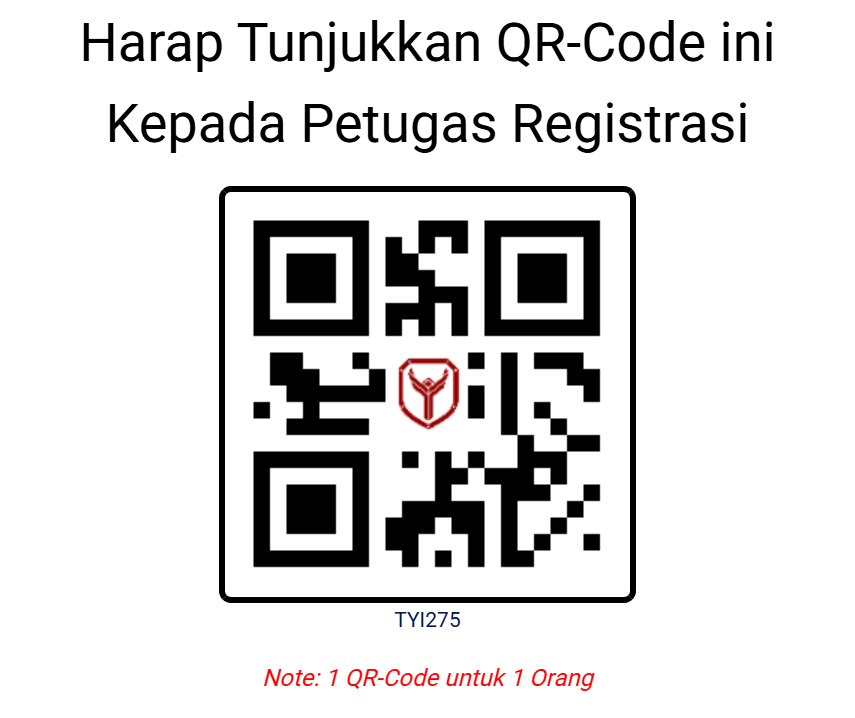 Harap Tunjukkan QR-Code ini
Kepada Petugas Registrasi
TYI275
Note: 1 QR-Code untuk 1 Orang